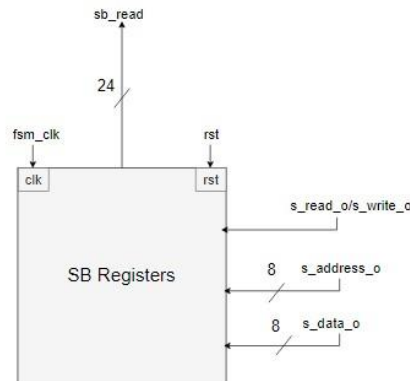 sb_read
24
fsm_clk
rst
clk
rst
s_read_o/s_write_o
SB Registers
8
s_address_o
8
s_data_o